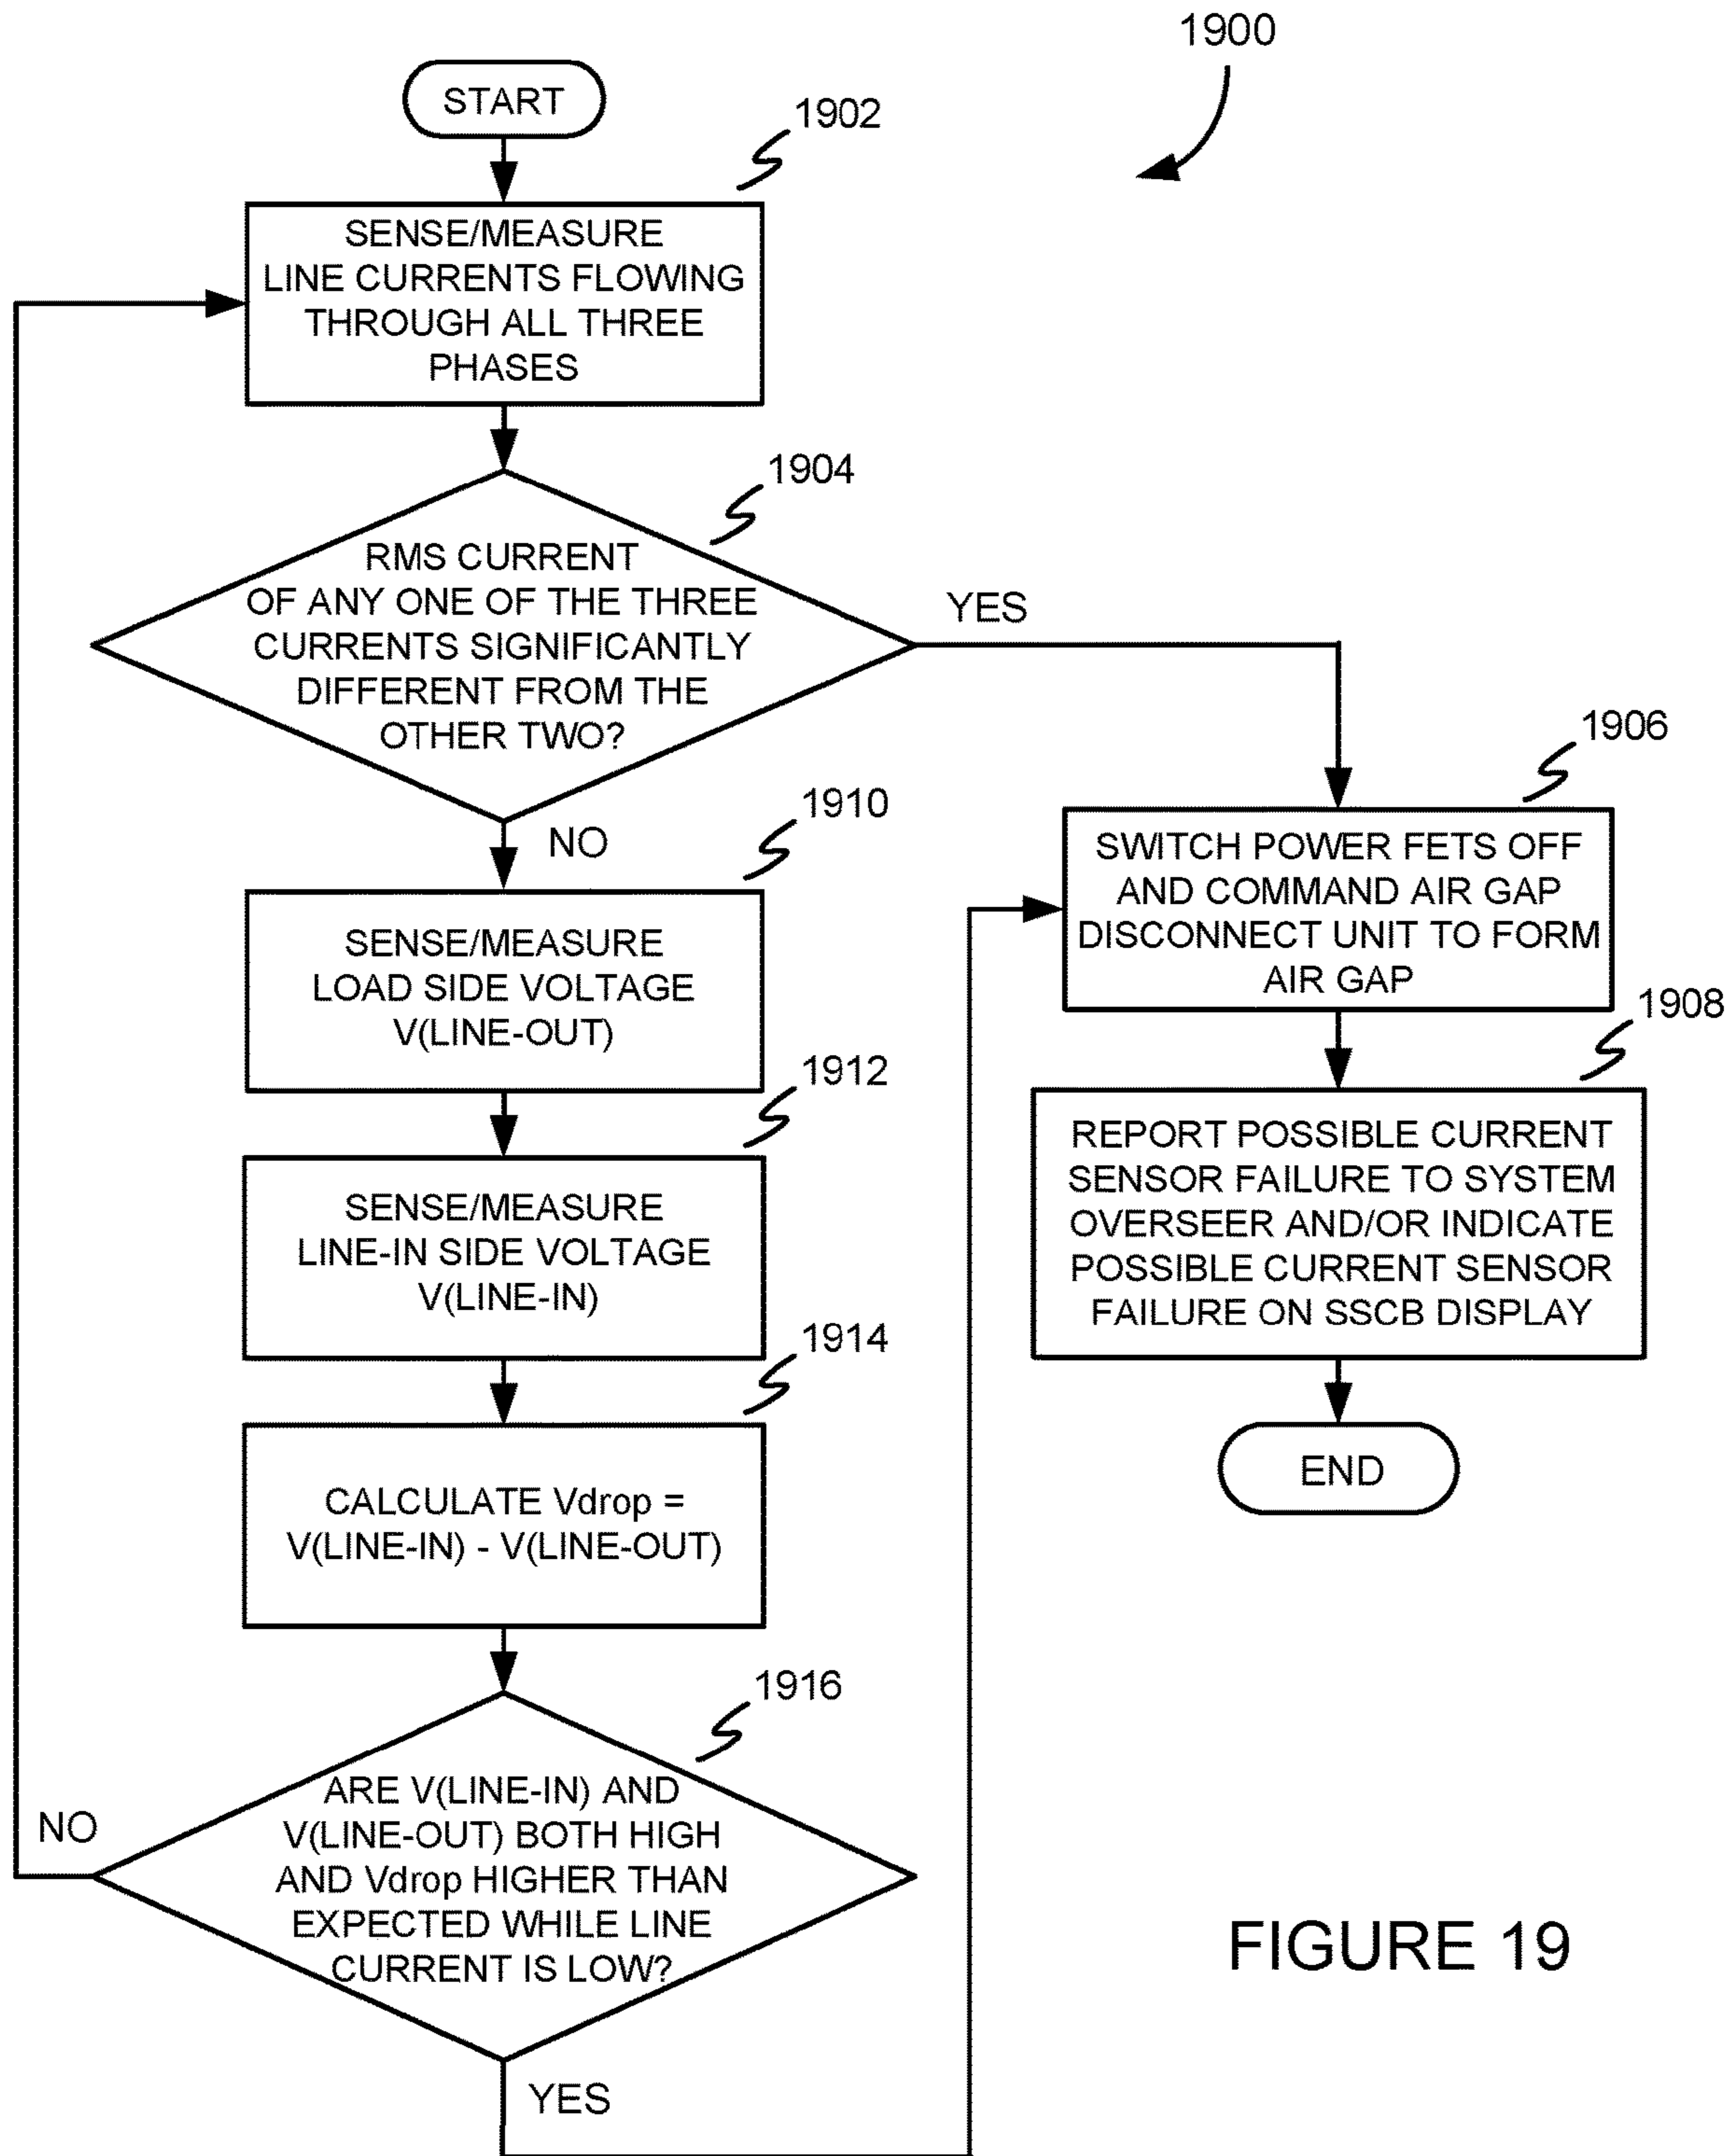 1900
START
1902
SENSE/MEASURE
LINE CURRENTS FLOWING
THROUGH ALL THREE
PHASES
1904
RMS CURRENT
OF ANY ONE OF THE THREE
CURRENTS SIGNIFICANTLY
DIFFERENT FROM THE
OTHER TWO?
YES
NO
1906
SWITCH POWER FETS OFF
AND COMMAND AIR GAP
DISCONNECT UNIT TO FORM
AIR GAP
1908
REPORT POSSIBLE CURRENT
SENSOR FAILURE TO SYSTEM
OVERSEER AND/OR INDICATE
POSSIBLE CURRENT SENSOR
FAILURE ON SSCB DISPLAY
END
1910
SENSE/MEASURE
LOAD SIDE VOLTAGE
V(LINE-OUT)
1912
SENSE/MEASURE
LINE-IN SIDE VOLTAGE
V(LINE-IN)
1914
CALCULATE Vdrop =
V(LINE-IN) - V(LINE-OUT)
1916
ARE V(LINE-IN) AND
V(LINE-OUT) BOTH HIGH
AND Vdrop HIGHER THAN
EXPECTED WHILE LINE
CURRENT IS LOW?
NO
YES
FIGURE 19